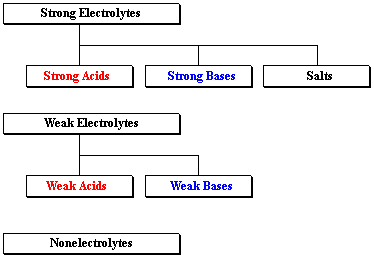 Strong Electrolytes
Strong Acids
Strong Bases
Salts
Weak Electrolytes
Weak Acids
Weak Bases
Nonelectrolytes